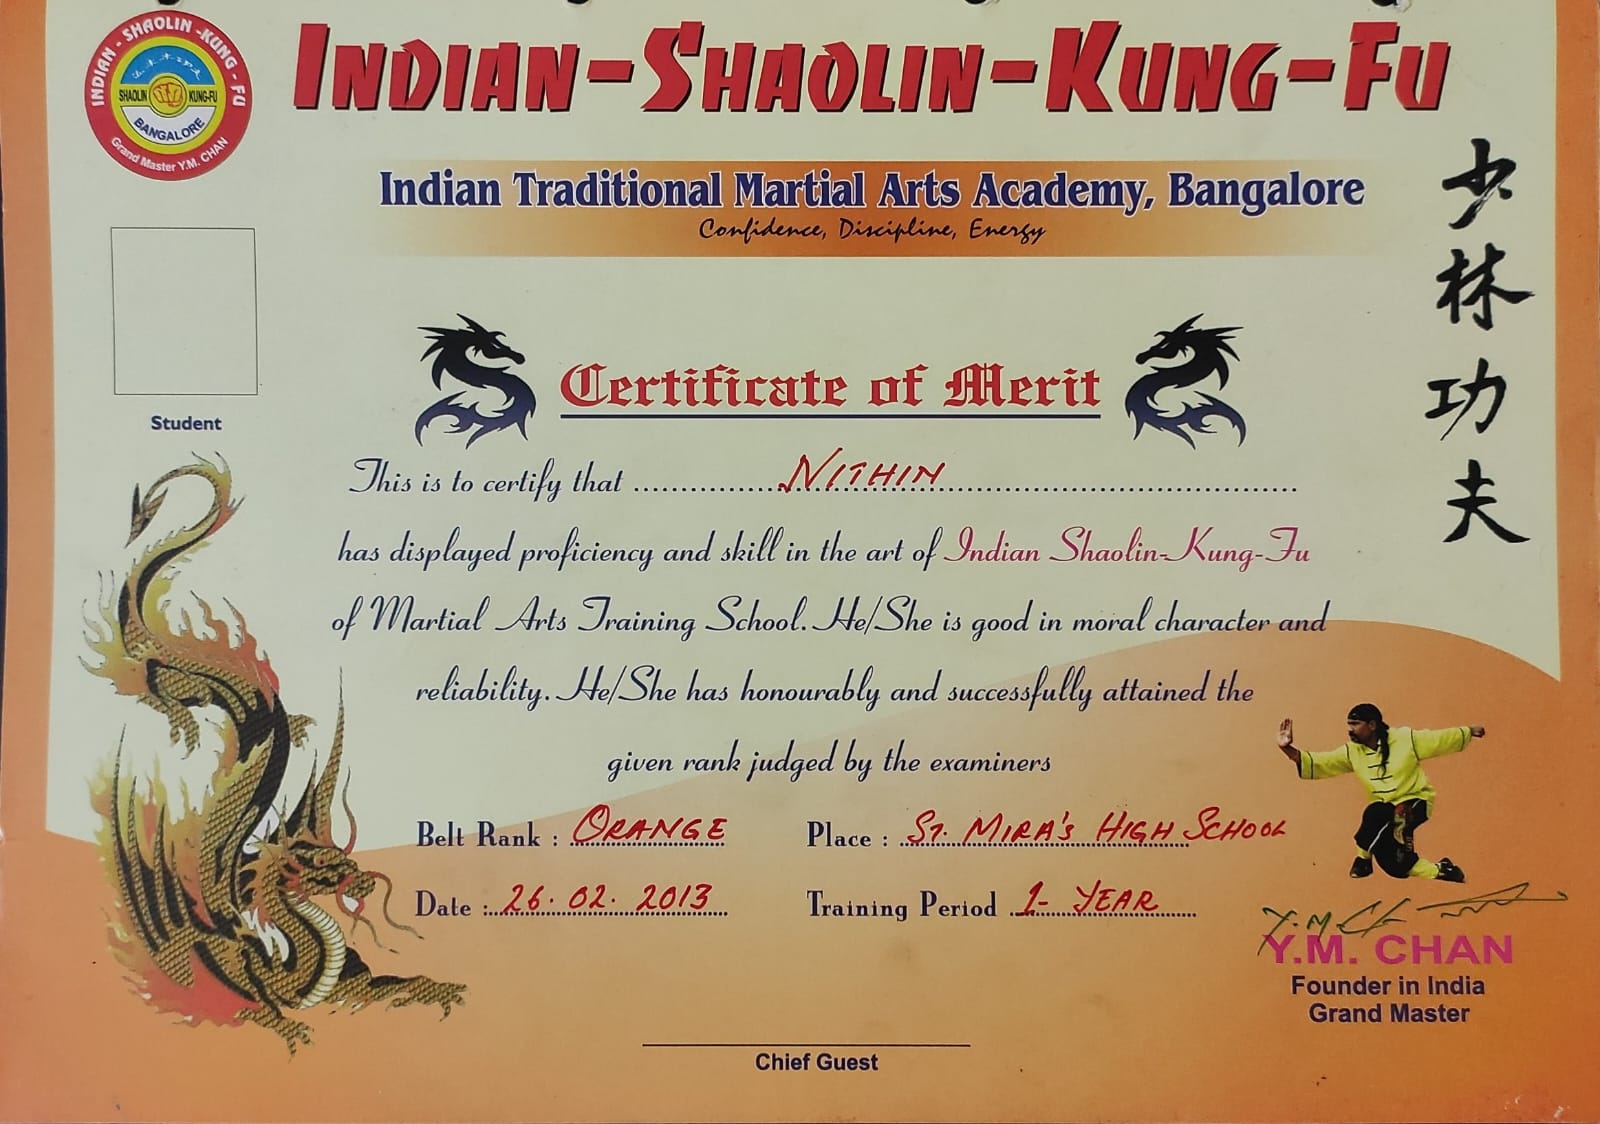 INDIAN - SHAOLIN - KUNG - FU
SHAOLIN KUNG-FU
BANGALORE
Grand Master Y.M. CHAN
INDIAN-SHAOLIN-KUNG-FU
Indian Traditional Martial Arts Academy, Bangalore
Confidence, Discipline, Energy
少
林
功
夫
Student
Certificate of Merit
This is to certify that NITHIN
has displayed proficiency and skill in the art of Indian Shaolin-Kung-Fu
of Martial Arts Training School. He/She is good in moral character and
reliability. He/She has honourably and successfully attained the
given rank judged by the examiners
Belt Rank : ORANGE Place : ST. MIRA'S HIGH SCHOOL
Date : 26.02.2013 Training Period 1- YEAR
Y.M. CHAN
Founder in India
Grand Master
Chief Guest